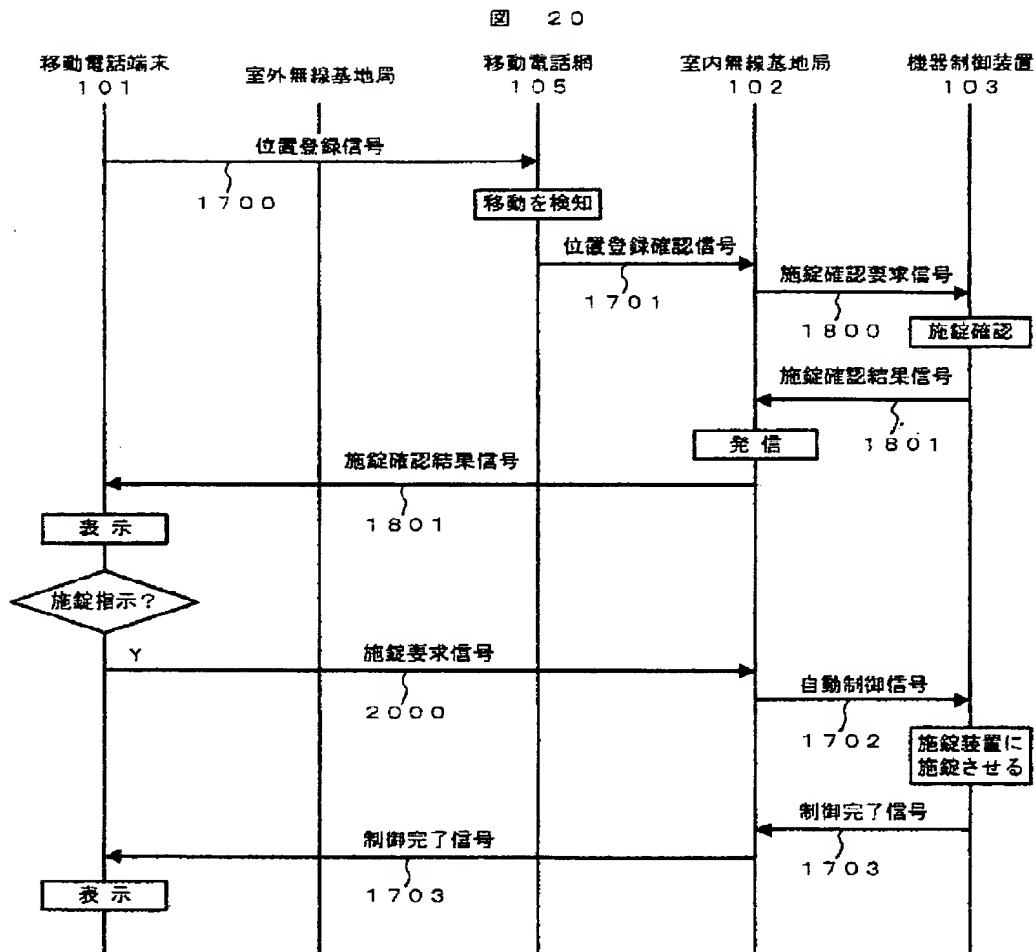 図 20
移動電話端末
101
室外無線基地局
移動電話網
105
室内無線基地局
102
機器制御装置
103
位置登録信号
1700
移動を検知
位置登録確認信号
1701
施錠確認要求信号
1800
施錠確認
施錠確認結果信号
1801
発信
施錠確認結果信号
1801
表示
施錠指示?
Y
施錠要求信号
2000
自動制御信号
1702
施錠装置に
施錠させる
制御完了信号
1703
制御完了信号
1703
表示